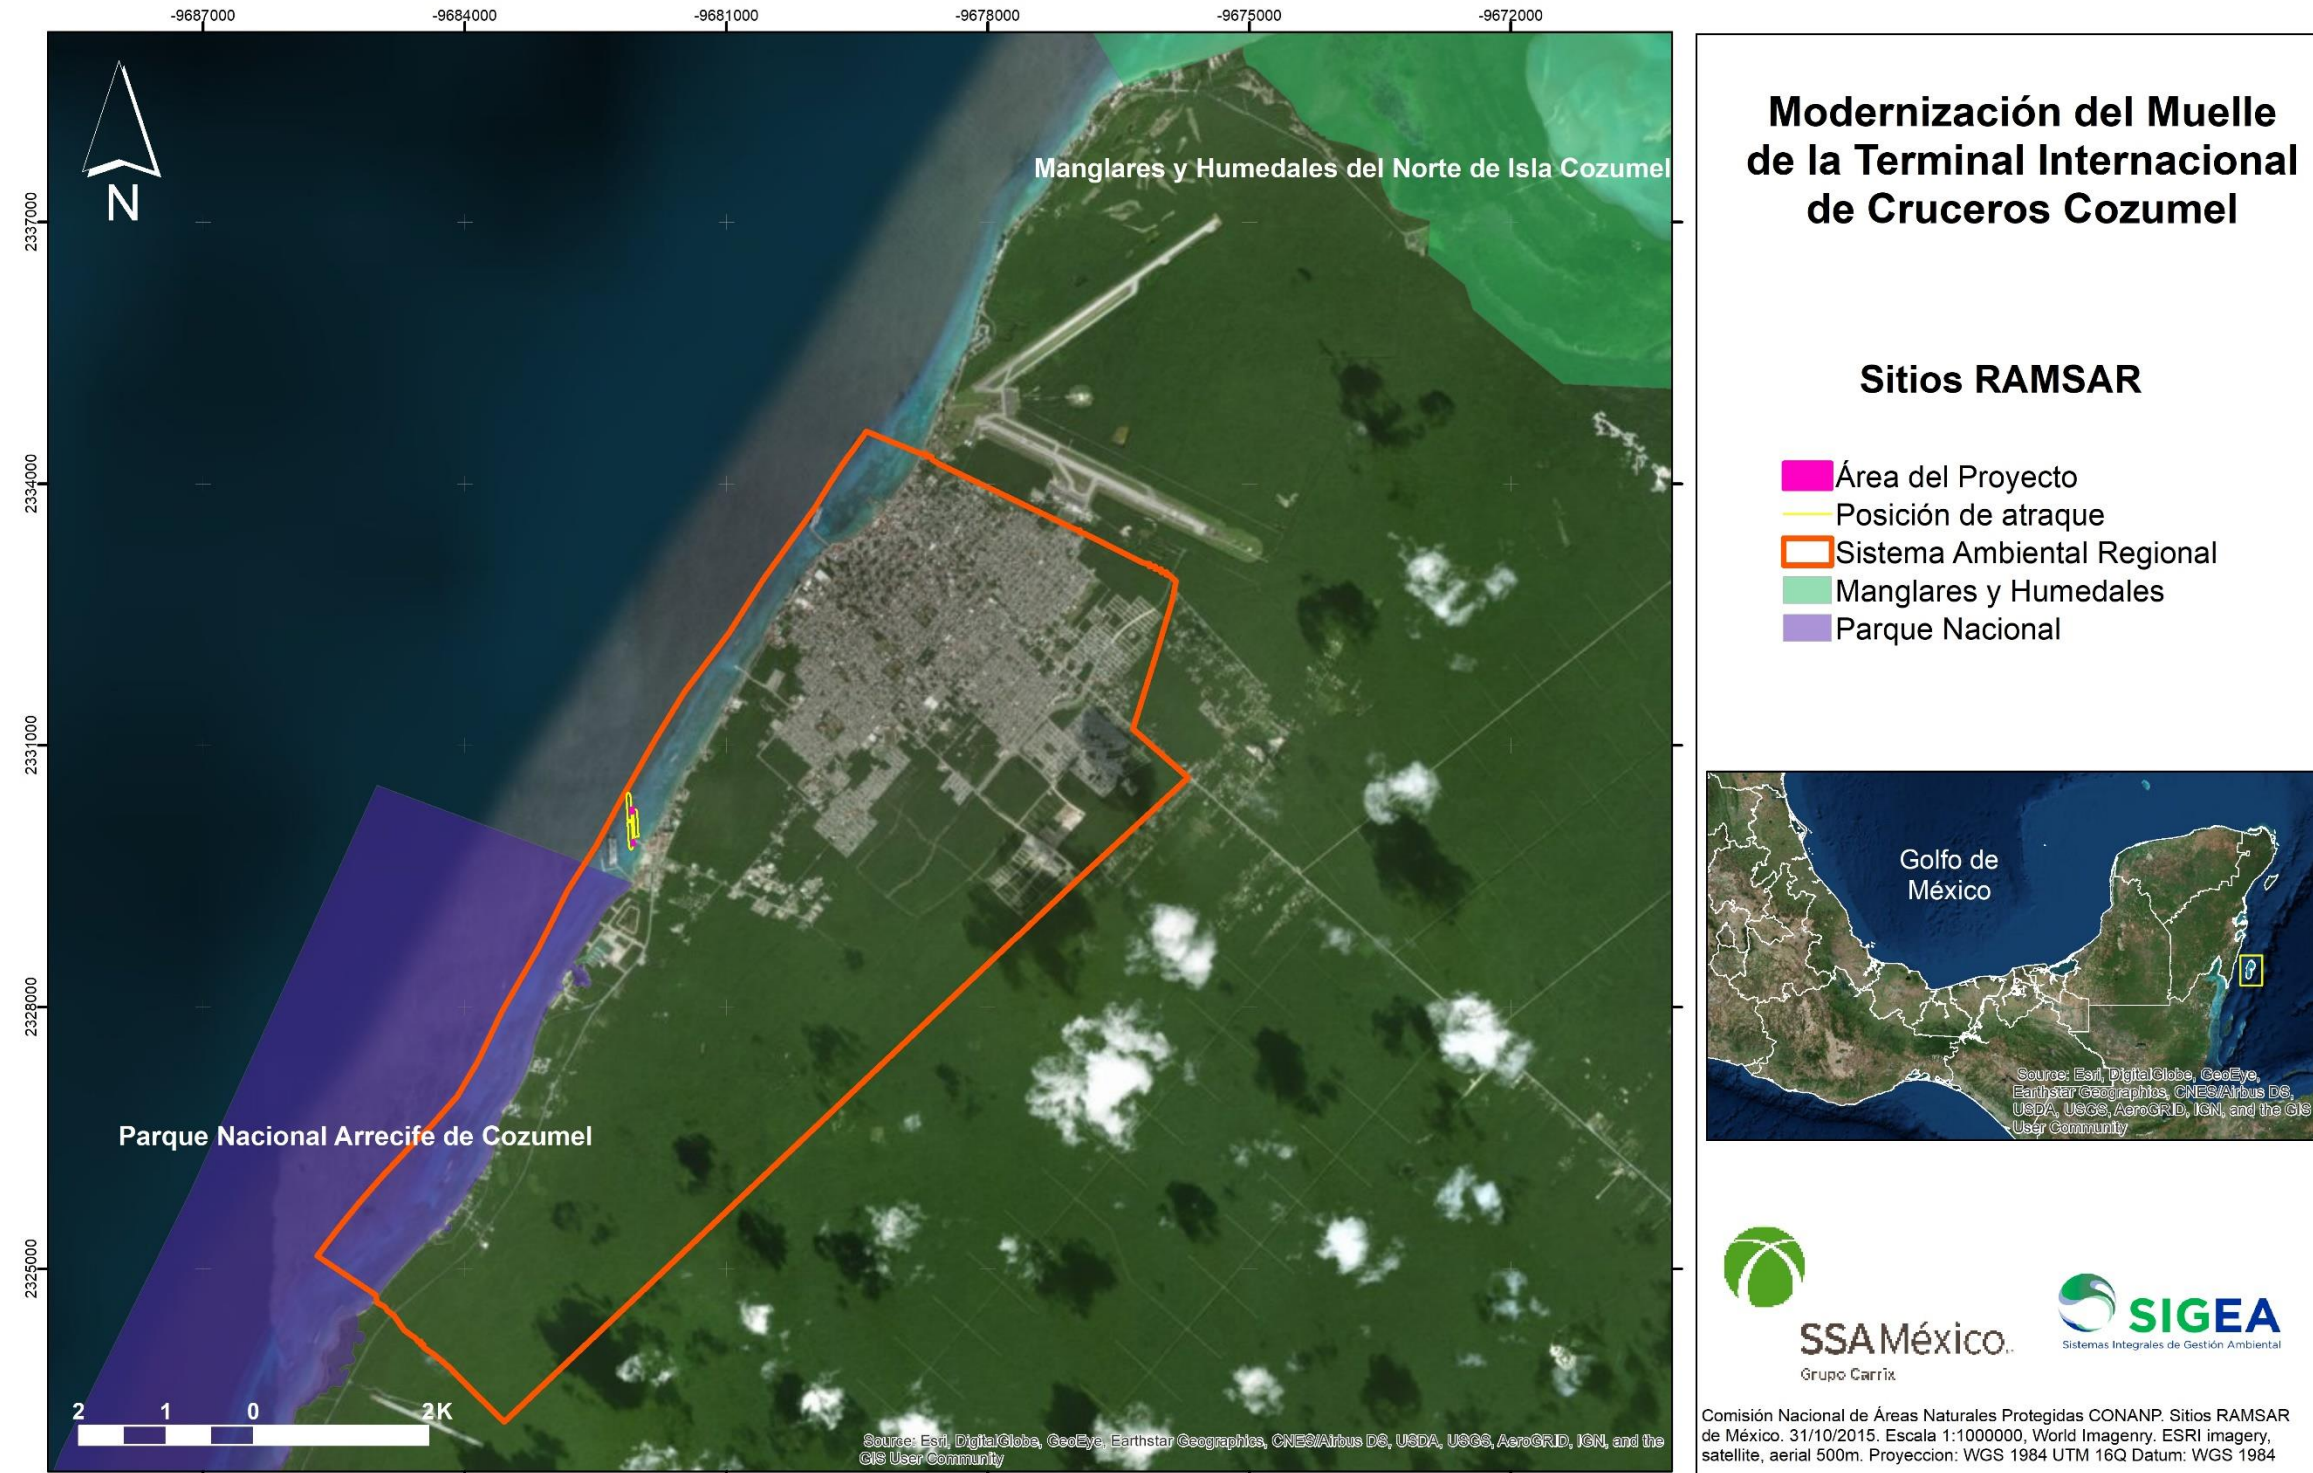 -9687000
-9684000
-9681000
-9678000
-9675000
-9672000
2337000
2334000
2331000
2328000
2325000
N
Manglares y Humedales del Norte de Isla Cozumel
Parque Nacional Arrecife de Cozumel
2 1 0 2K
Source: Esri, DigitalGlobe, GeoEye, Earthstar Geographics, CNES/Airbus DS, USDA, USGS, AeroGRID, IGN, and the
GIS User Community
Modernización del Muelle
de la Terminal Internacional
de Cruceros Cozumel
Sitios RAMSAR
Área del Proyecto
Posición de atraque
Sistema Ambiental Regional
Manglares y Humedales
Parque Nacional
Golfo de
México
Source: Esri, DigitalGlobe, GeoEye,
Earthstar Geographics, CNES/Airbus DS,
USDA, USGS, AeroGRID, IGN, and the GIS
User Community
SSA México.
Grupo Carrix
SIGEA
Sistemas Integrales de Gestión Ambiental
Comisión Nacional de Áreas Naturales Protegidas CONANP. Sitios RAMSAR
de México. 31/10/2015. Escala 1:1000000, World Imagenry. ESRI imagery,
satellite, aerial 500m. Proyeccion: WGS 1984 UTM 16Q Datum: WGS 1984